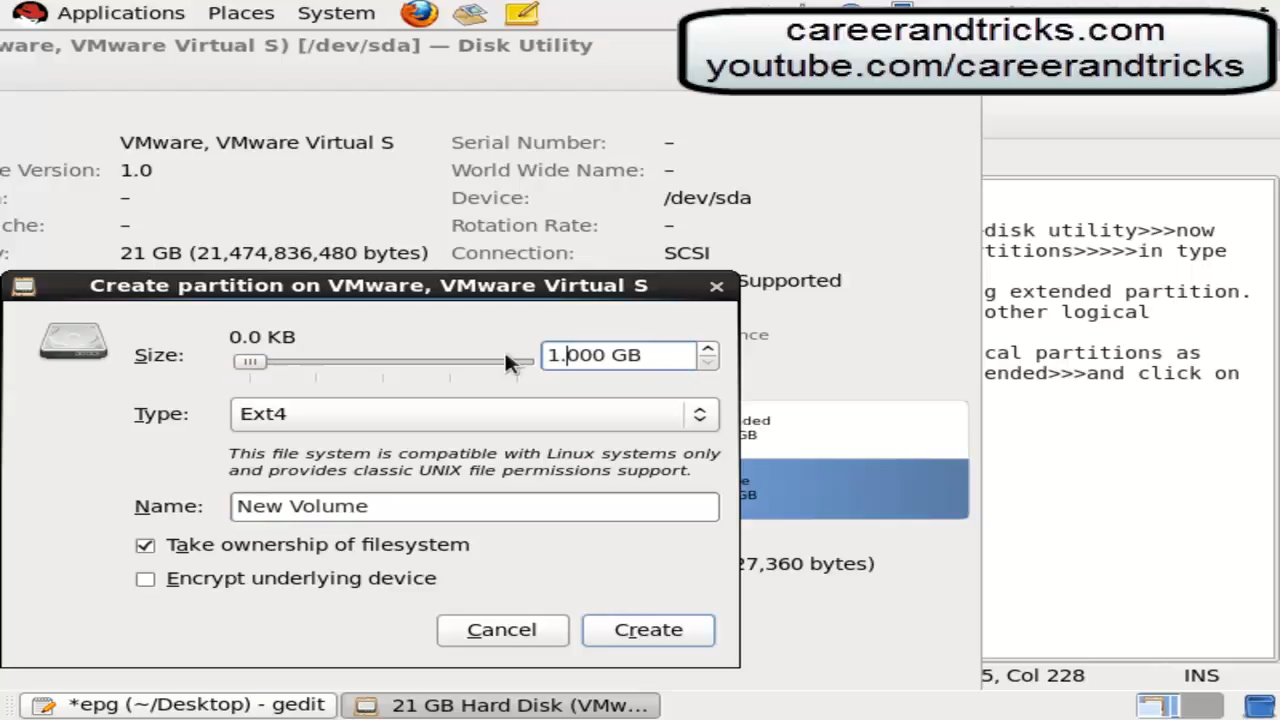 Applications Places System
careerandtricks.com
youtube.com/careerandtricks
ware, VMware Virtual S) [/dev/sda] — Disk Utility
VMware, VMware Virtual S Serial Number: –
e Version: 1.0 World Wide Name: –
: – Device: /dev/sda
che: – Rotation Rate: –
: 21 GB (21,474,836,480 bytes) Connection: SCSI
Supported
nce
ded
GB
e
GB
27,360 bytes)
Create partition on VMware, VMware Virtual S
0.0 KB
Size: 1.000 GB
Type: Ext4
This file system is compatible with Linux systems only
and provides classic UNIX file permissions support.
Name: New Volume
Take ownership of filesystem
Encrypt underlying device
Cancel Create
disk utility>>>now
titions>>>>>in type
g extended partition.
other logical
cal partitions as
ended>>>and click on
5, Col 228 INS
*epg (~/Desktop) - gedit 21 GB Hard Disk (VMw...